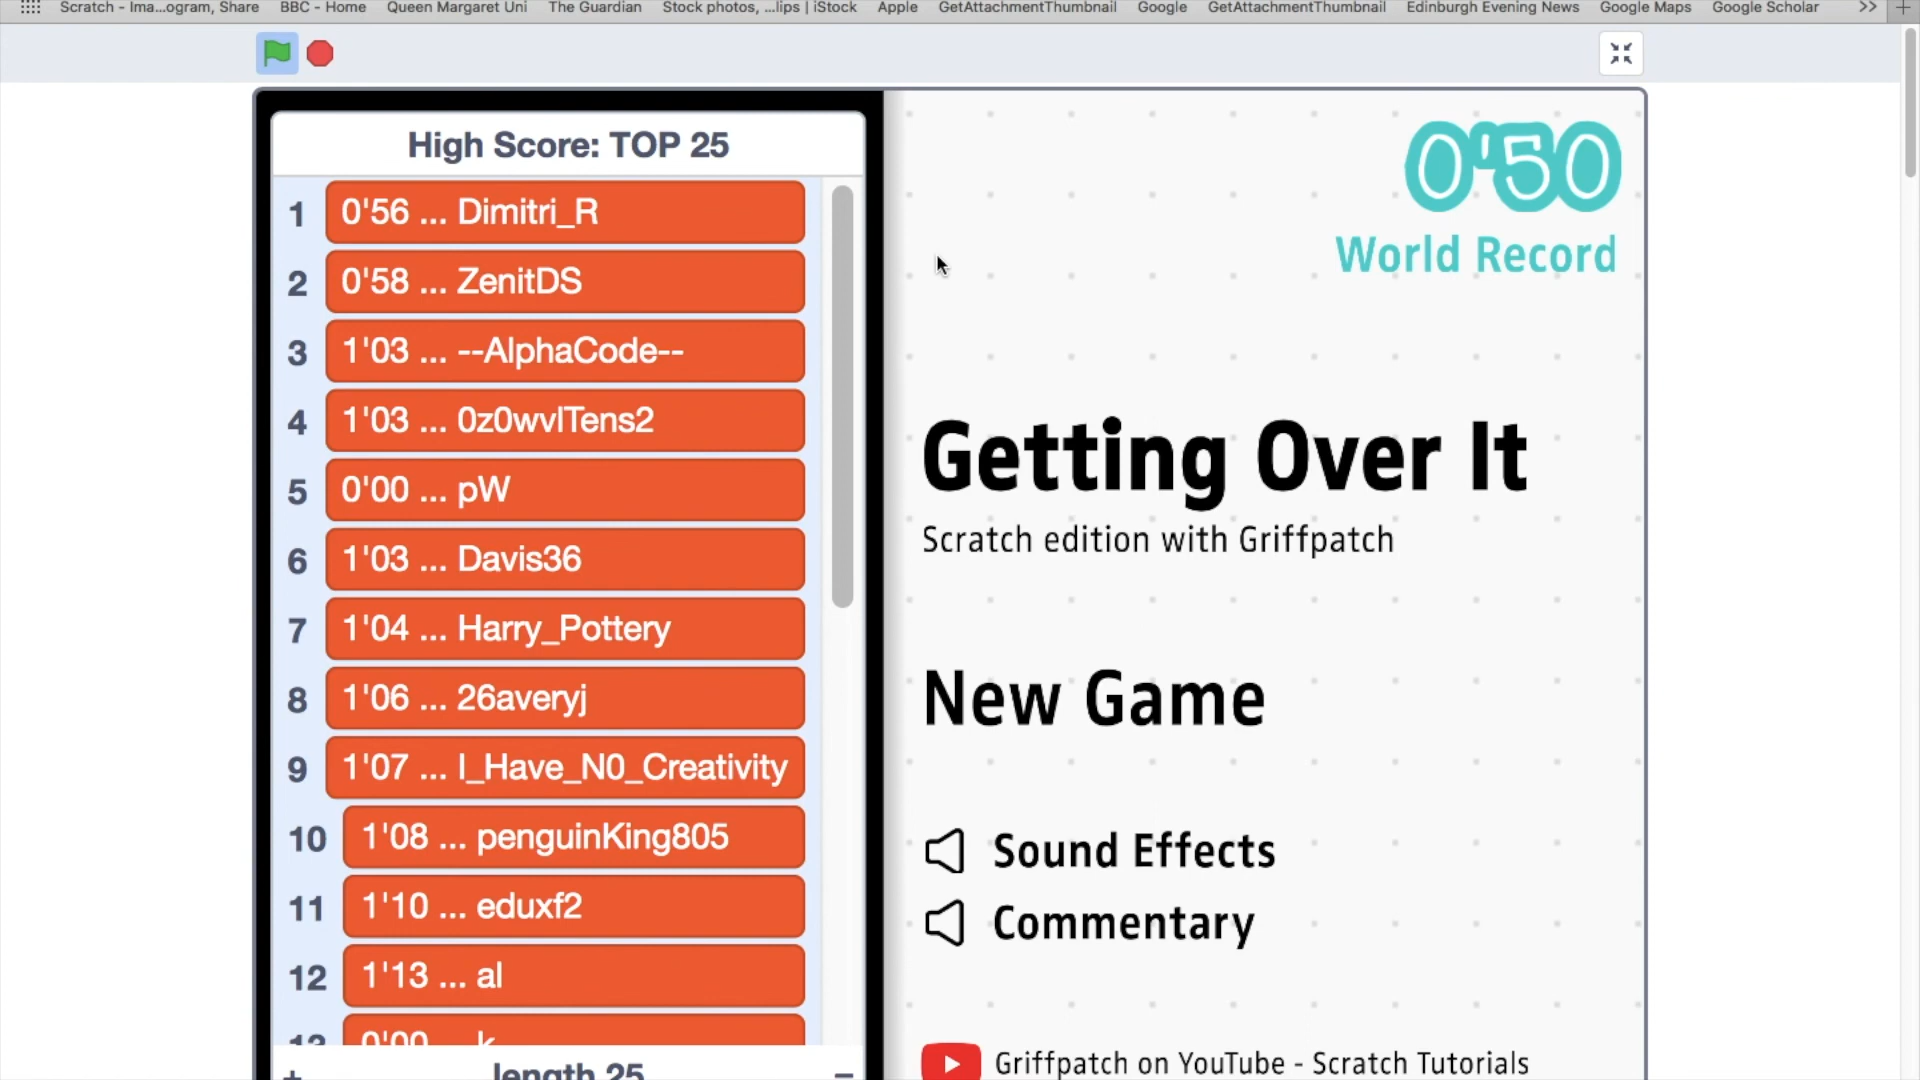 Scratch - Ima...ogram, Share BBC - Home Queen Margaret Uni The Guardian Stock photos, ...lips | iStock Apple GetAttachmentThumbnail Google GetAttachmentThumbnail Edinburgh Evening News Google Maps Google Scholar >> +
High Score: TOP 25
1 0'56 ... Dimitri_R
2 0'58 ... ZenitDS
3 1'03 ... --AlphaCode--
4 1'03 ... 0z0wvlTens2
5 0'00 ... pW
6 1'03 ... Davis36
7 1'04 ... Harry_Pottery
8 1'06 ... 26averyj
9 1'07 ... I_Have_N0_Creativity
10 1'08 ... penguinKing805
11 1'10 ... eduxf2
12 1'13 ... al
13 0'00 ... k
+ length 25 =
0'50
World Record
Getting Over It
Scratch edition with Griffpatch
New Game
Sound Effects
Commentary
Griffpatch on YouTube - Scratch Tutorials